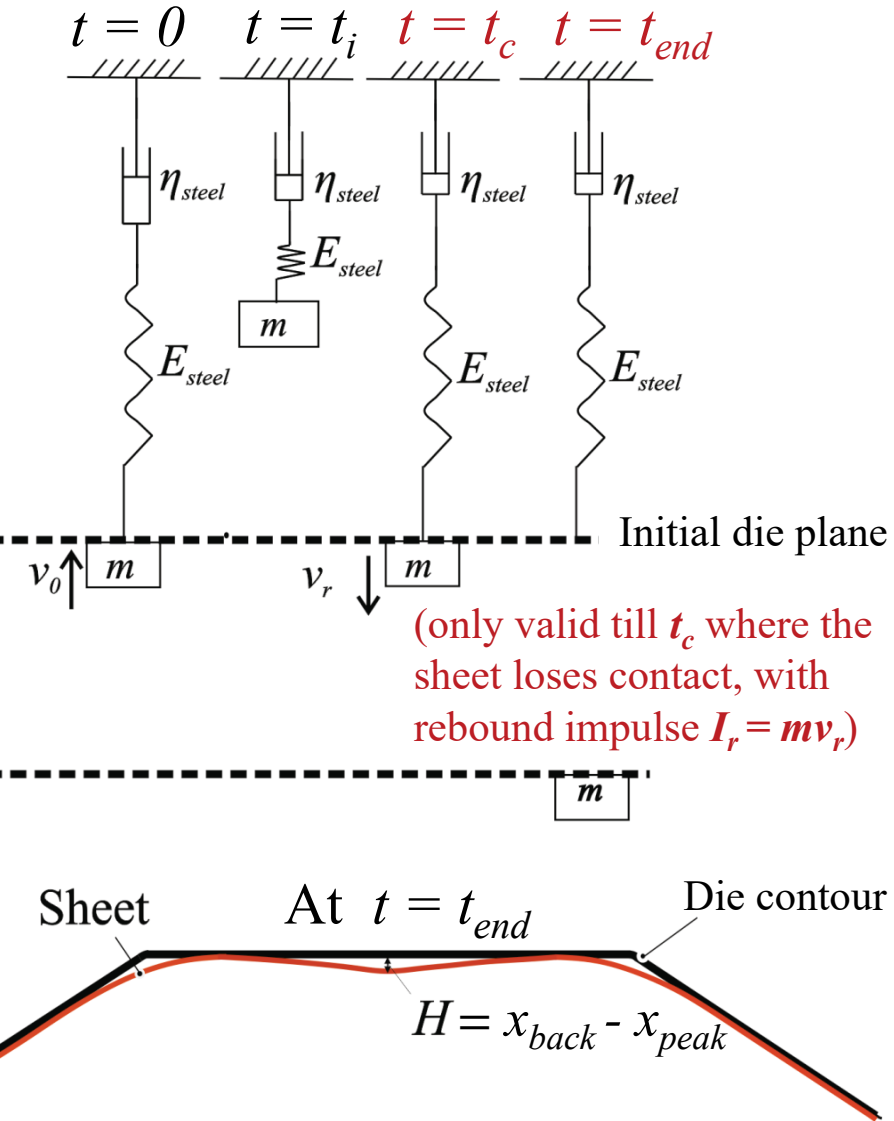 t = 0 t = t_i t = t_c t = t_end
η_steel η_steel η_steel η_steel
E_steel
m
E_steel E_steel E_steel
Initial die plane
v_0 m v_r m
(only valid till t_c where the
sheet loses contact, with
rebound impulse I_r = mv_r)
m
Sheet At t = t_end Die contour
H = x_back - x_peak